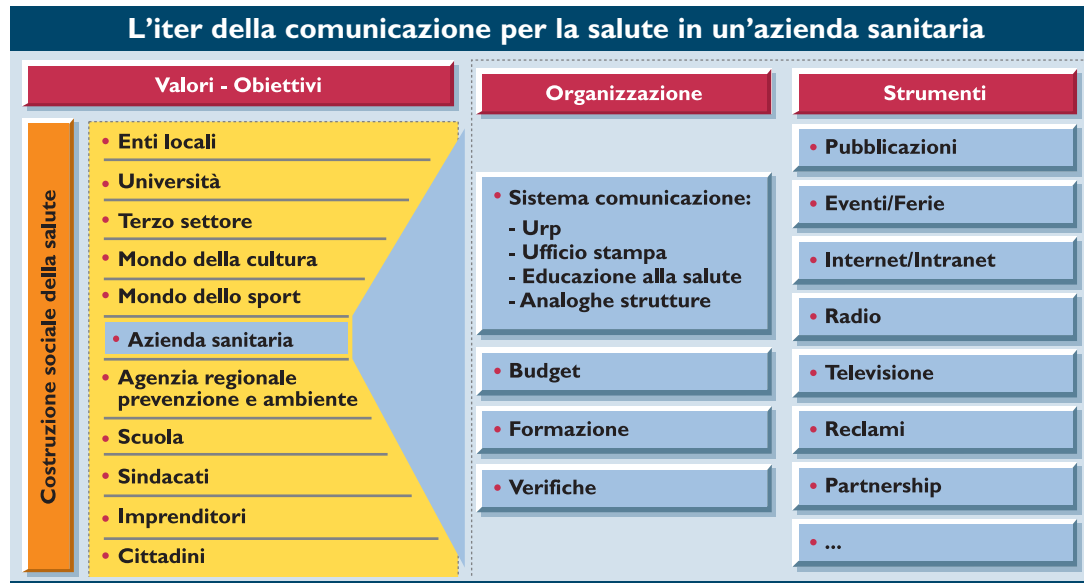 L'iter della comunicazione per la salute in un'azienda sanitaria
Valori - Obiettivi
Costruzione sociale della salute
• Enti locali
• Università
• Terzo settore
• Mondo della cultura
• Mondo dello sport
• Azienda sanitaria
• Agenzia regionale
prevenzione e ambiente
• Scuola
• Sindacati
• Imprenditori
• Cittadini
Organizzazione
• Sistema comunicazione:
- Urp
- Ufficio stampa
- Educazione alla salute
- Analoghe strutture
• Budget
• Formazione
• Verifiche
Strumenti
• Pubblicazioni
• Eventi/Ferie
• Internet/Intranet
• Radio
• Televisione
• Reclami
• Partnership
• ...